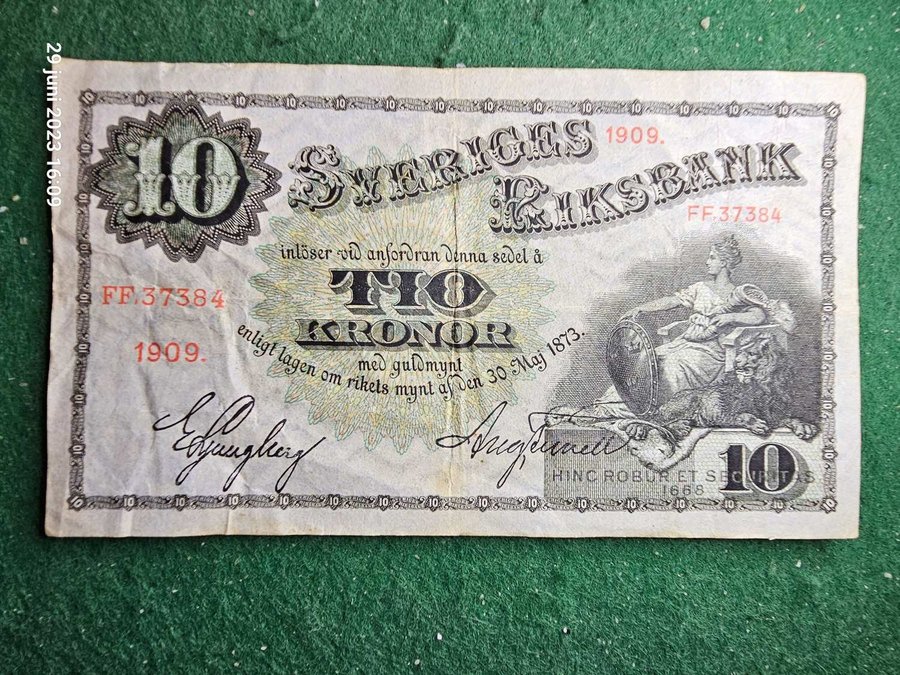 29 juni 2023 16:09
10
SVERIGES
1909.
RIKSBANK
FF.37384
inlöser vid anfordran denna sedel å
TIO
KRONOR
FF.37384
1909.
med guldmynt
enligt lagen om rikets mynt af den 30 Maj 1873.
HINC ROBUR ET SECURITAS
1668
10